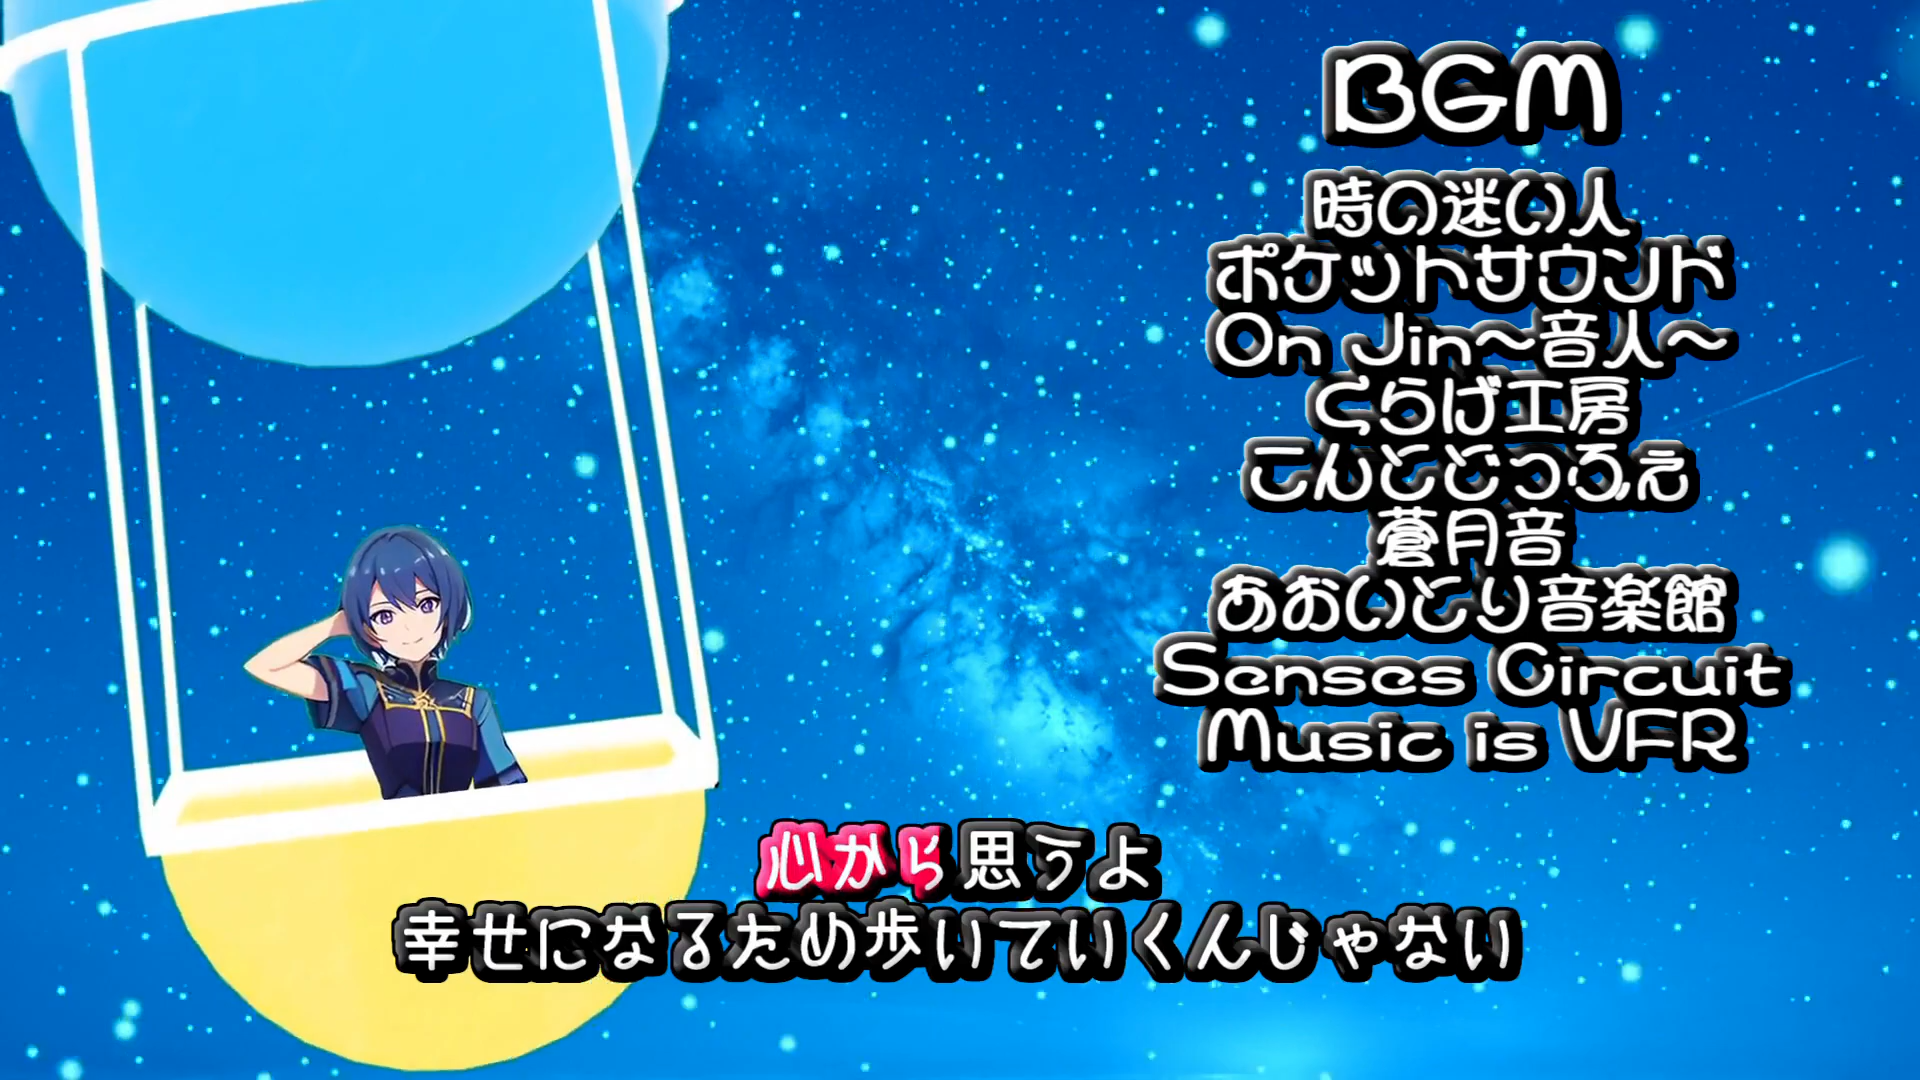 BGM
時の迷い人
ポケットサウンド
On Jin～音人～
くらげ工房
こんとどぅふぇ
蒼月音
あおいとり音楽館
Senses Circuit
Music is VFR
心から思うよ
幸せになるため歩いていくんじゃない